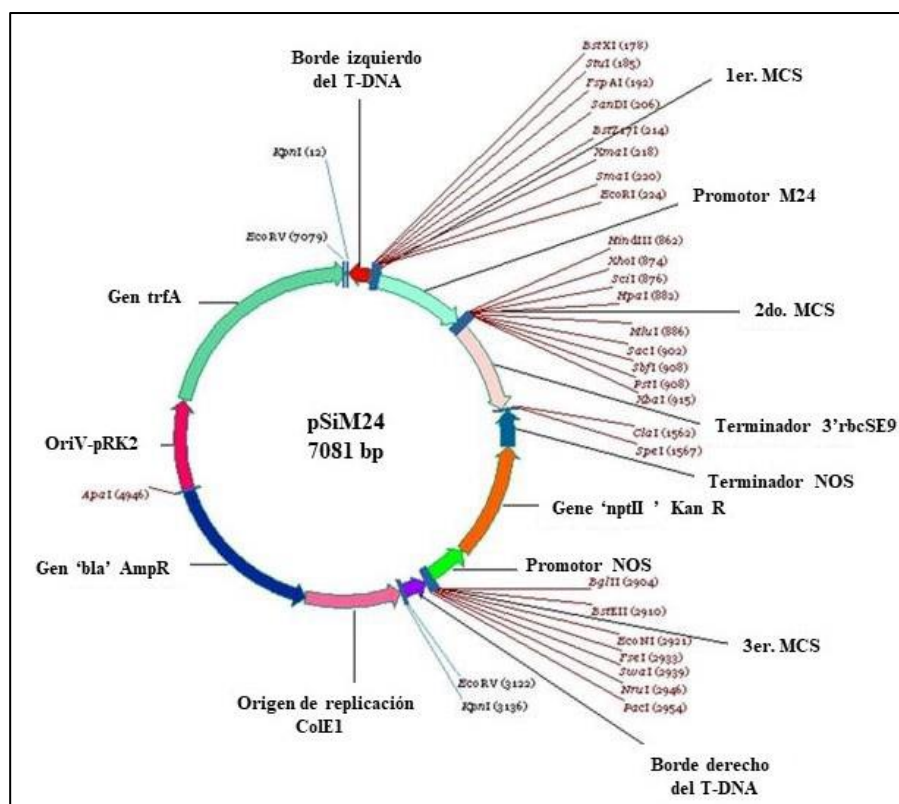 Borde izquierdo
del T-DNA
BstXI (178)
StuI (185)
FspAI (192)
SanDI (206)
BstZ17I (214)
XmaI (218)
SmaI (220)
EcoRI (224)
1er. MCS
KpnI (12)
EcoRV (7079)
Promotor M24
HindIII (862)
XhoI (874)
SciI (876)
HpaI (882)
MluI (886)
SacI (902)
SbfI (908)
PstI (908)
XbaI (915)
2do. MCS
Gen trfA
pSiM24
7081 bp
Terminador 3’rbcSE9
ClaI (1562)
SpeI (1567)
Terminador NOS
OriV-pRK2
ApaI (4946)
Gene ‘nptII ’ Kan R
Gen ‘bla’ AmpR
Promotor NOS
BglII (2904)
BstEII (2910)
EcoNI (2921)
FseI (2933)
SwaI (2939)
NruI (2946)
PacI (2954)
3er. MCS
EcoRV (3122)
KpnI (3136)
Origen de replicación
ColE1
Borde derecho
del T-DNA